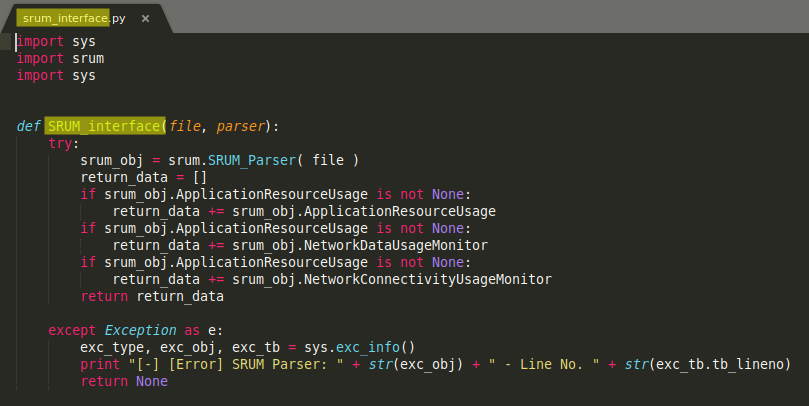 srum_interface.py ×
import sys
import srum
import sys
def SRUM_interface(file, parser):
try:
srum_obj = srum.SRUM_Parser( file )
return_data = []
if srum_obj.ApplicationResourceUsage is not None:
return_data += srum_obj.ApplicationResourceUsage
if srum_obj.ApplicationResourceUsage is not None:
return_data += srum_obj.NetworkDataUsageMonitor
if srum_obj.ApplicationResourceUsage is not None:
return_data += srum_obj.NetworkConnectivityUsageMonitor
return return_data
except Exception as e:
exc_type, exc_obj, exc_tb = sys.exc_info()
print "[-] [Error] SRUM Parser: " + str(exc_obj) + " - Line No. " + str(exc_tb.tb_lineno)
return None